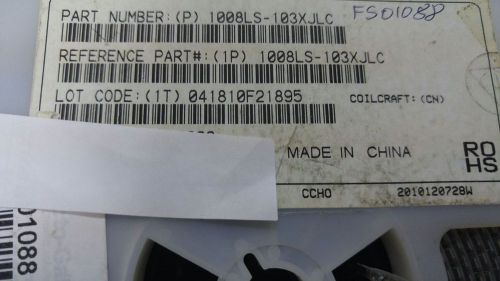 PART NUMBER:(P) 1008LS-103XJLC FS01088
REFERENCE PART#:(1P) 1008LS-103XJLC
LOT CODE:(1T) 041810F21895 COILCRAFT:(CN)
MADE IN CHINA
RO
HS
CCHO 2010120728W
01088